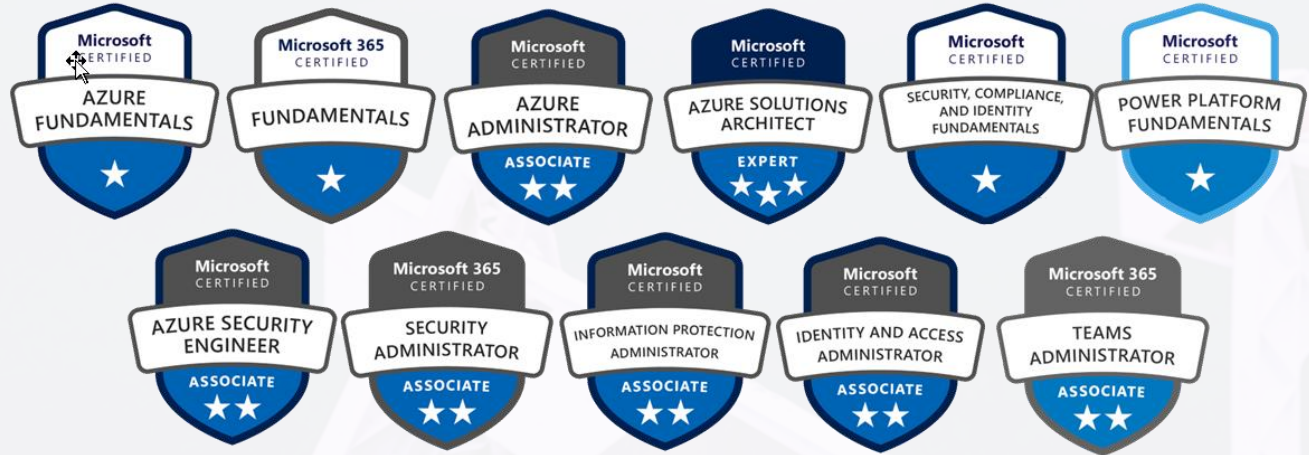 Microsoft
CERTIFIED
AZURE
FUNDAMENTALS
Microsoft 365
CERTIFIED
FUNDAMENTALS
Microsoft
CERTIFIED
AZURE
ADMINISTRATOR
ASSOCIATE
Microsoft
CERTIFIED
AZURE SOLUTIONS
ARCHITECT
EXPERT
Microsoft
CERTIFIED
SECURITY, COMPLIANCE,
AND IDENTITY
FUNDAMENTALS
Microsoft
CERTIFIED
POWER PLATFORM
FUNDAMENTALS
Microsoft
CERTIFIED
AZURE SECURITY
ENGINEER
ASSOCIATE
Microsoft 365
CERTIFIED
SECURITY
ADMINISTRATOR
ASSOCIATE
Microsoft
CERTIFIED
INFORMATION PROTECTION
ADMINISTRATOR
ASSOCIATE
Microsoft
CERTIFIED
IDENTITY AND ACCESS
ADMINISTRATOR
ASSOCIATE
Microsoft 365
CERTIFIED
TEAMS
ADMINISTRATOR
ASSOCIATE